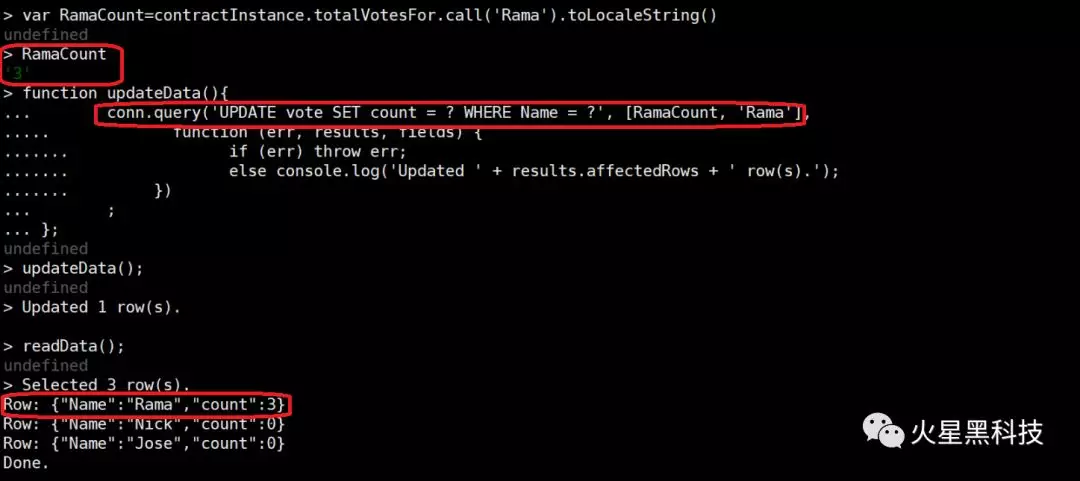 > var RamaCount=contractInstance.totalVotesFor.call('Rama').toLocaleString()
undefined
> RamaCount
'3'
> function updateData(){
...        conn.query('UPDATE vote SET count = ? WHERE Name = ?', [RamaCount, 'Rama'],
.....            function (err, results, fields) {
.......                 if (err) throw err;
.......                 else console.log('Updated ' + results.affectedRows + ' row(s).');
.......          })
...        ;
... };
undefined
> updateData();
undefined
> Updated 1 row(s).
> readData();
undefined
> Selected 3 row(s).
Row: {"Name":"Rama","count":3}
Row: {"Name":"Nick","count":0}
Row: {"Name":"Jose","count":0}
Done.
火星黑科技